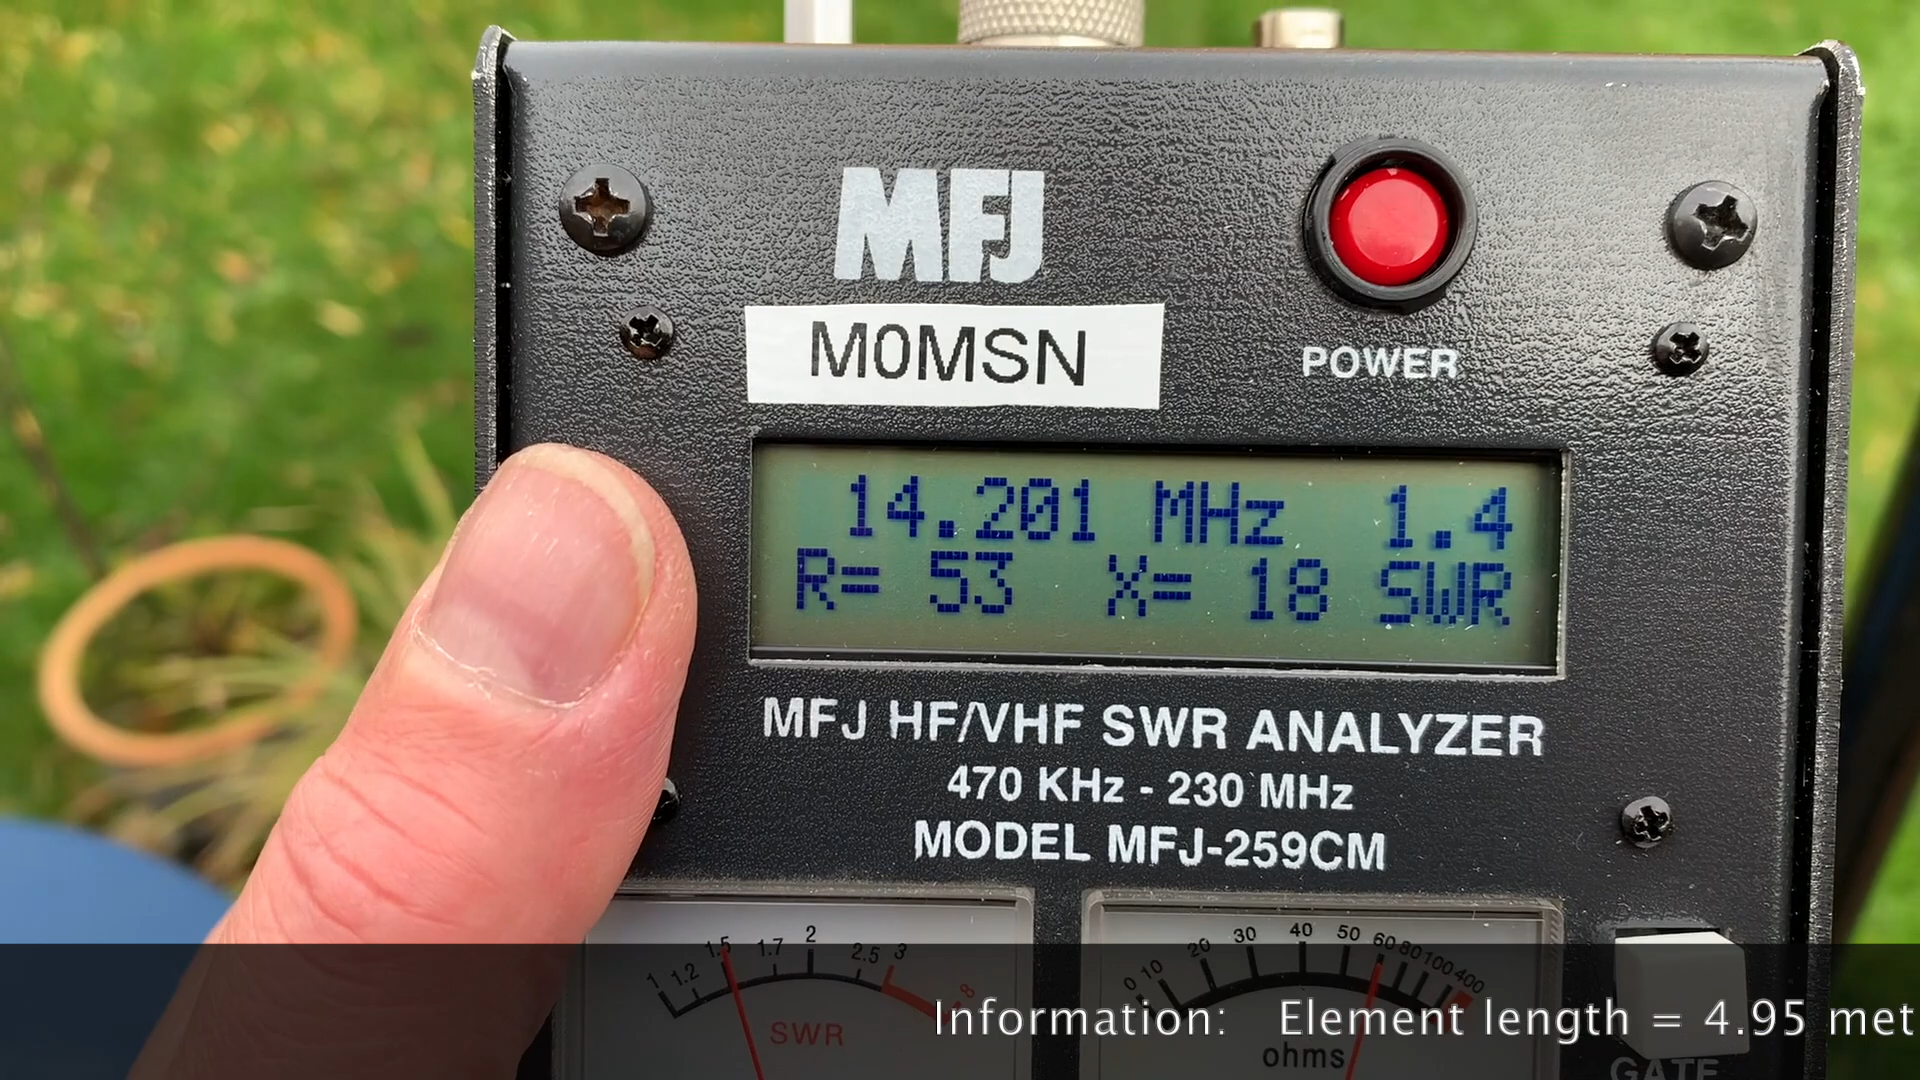 MFJ
M0MSN
POWER
14.201 MHz 1.4
R= 53 X= 18 SWR
MFJ HF/VHF SWR ANALYZER
470 KHz - 230 MHz
MODEL MFJ-259CM
1 1.2 1.5 1.7 2 2.5 3 8
SWR
0 10 20 30 40 50 60 80 100 400
ohms
GATE
Information: Element length = 4.95 met